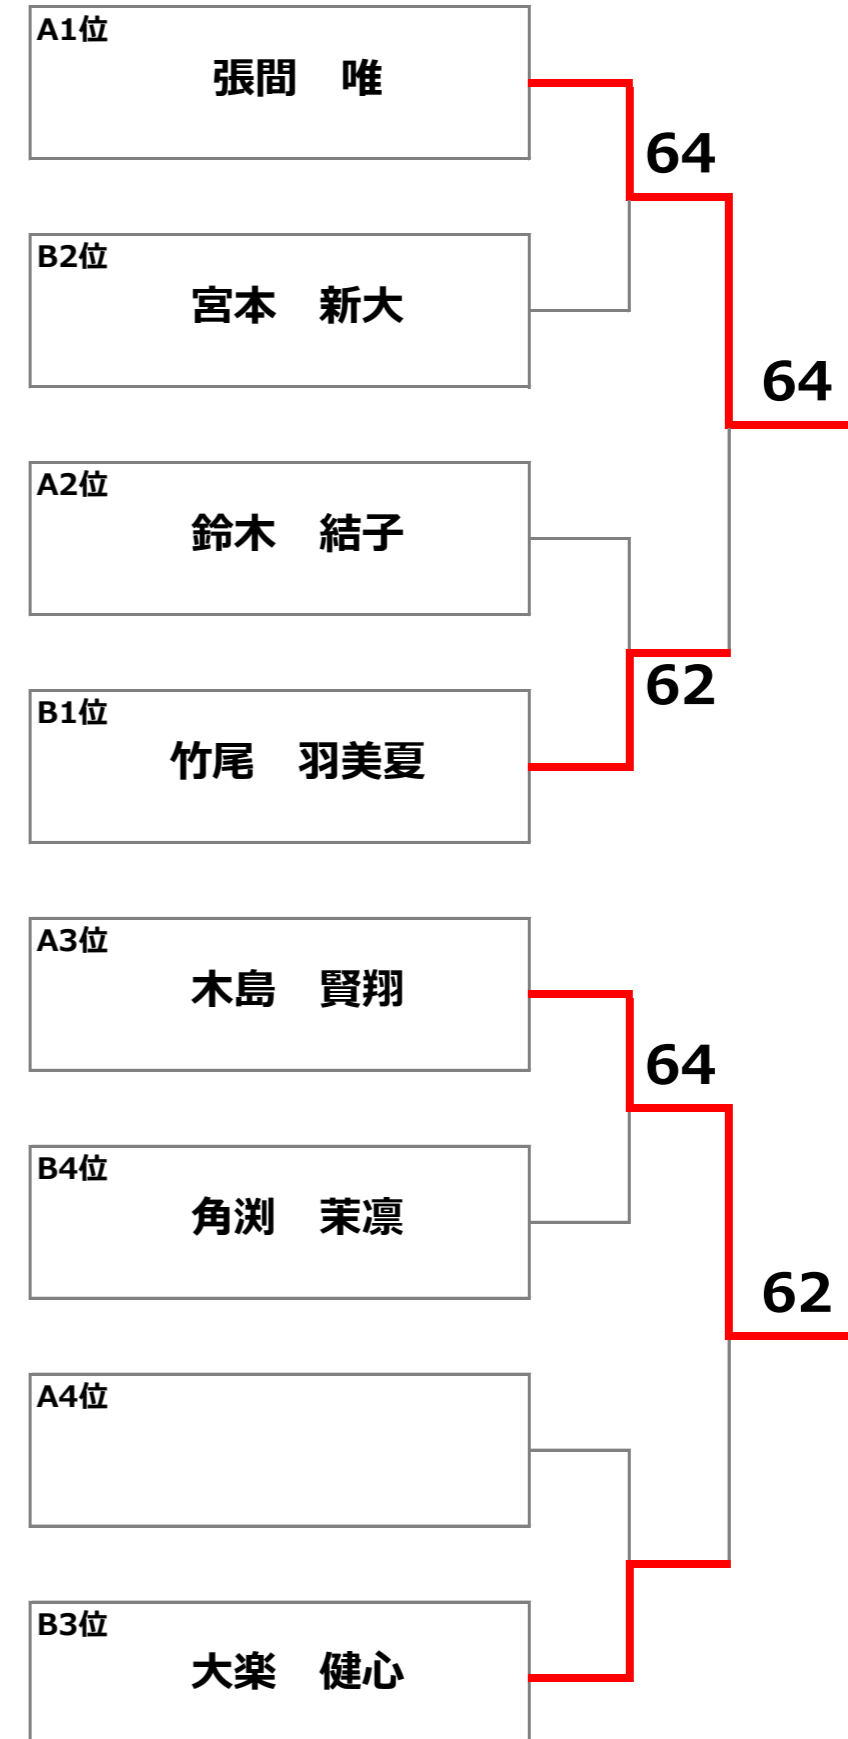 A1位
張間　唯
64
B2位
宮本　新大
64
A2位
鈴木　結子
62
B1位
竹尾　羽美夏
A3位
木島　賢翔
64
B4位
角渕　茉凛
62
A4位
B3位
大楽　健心